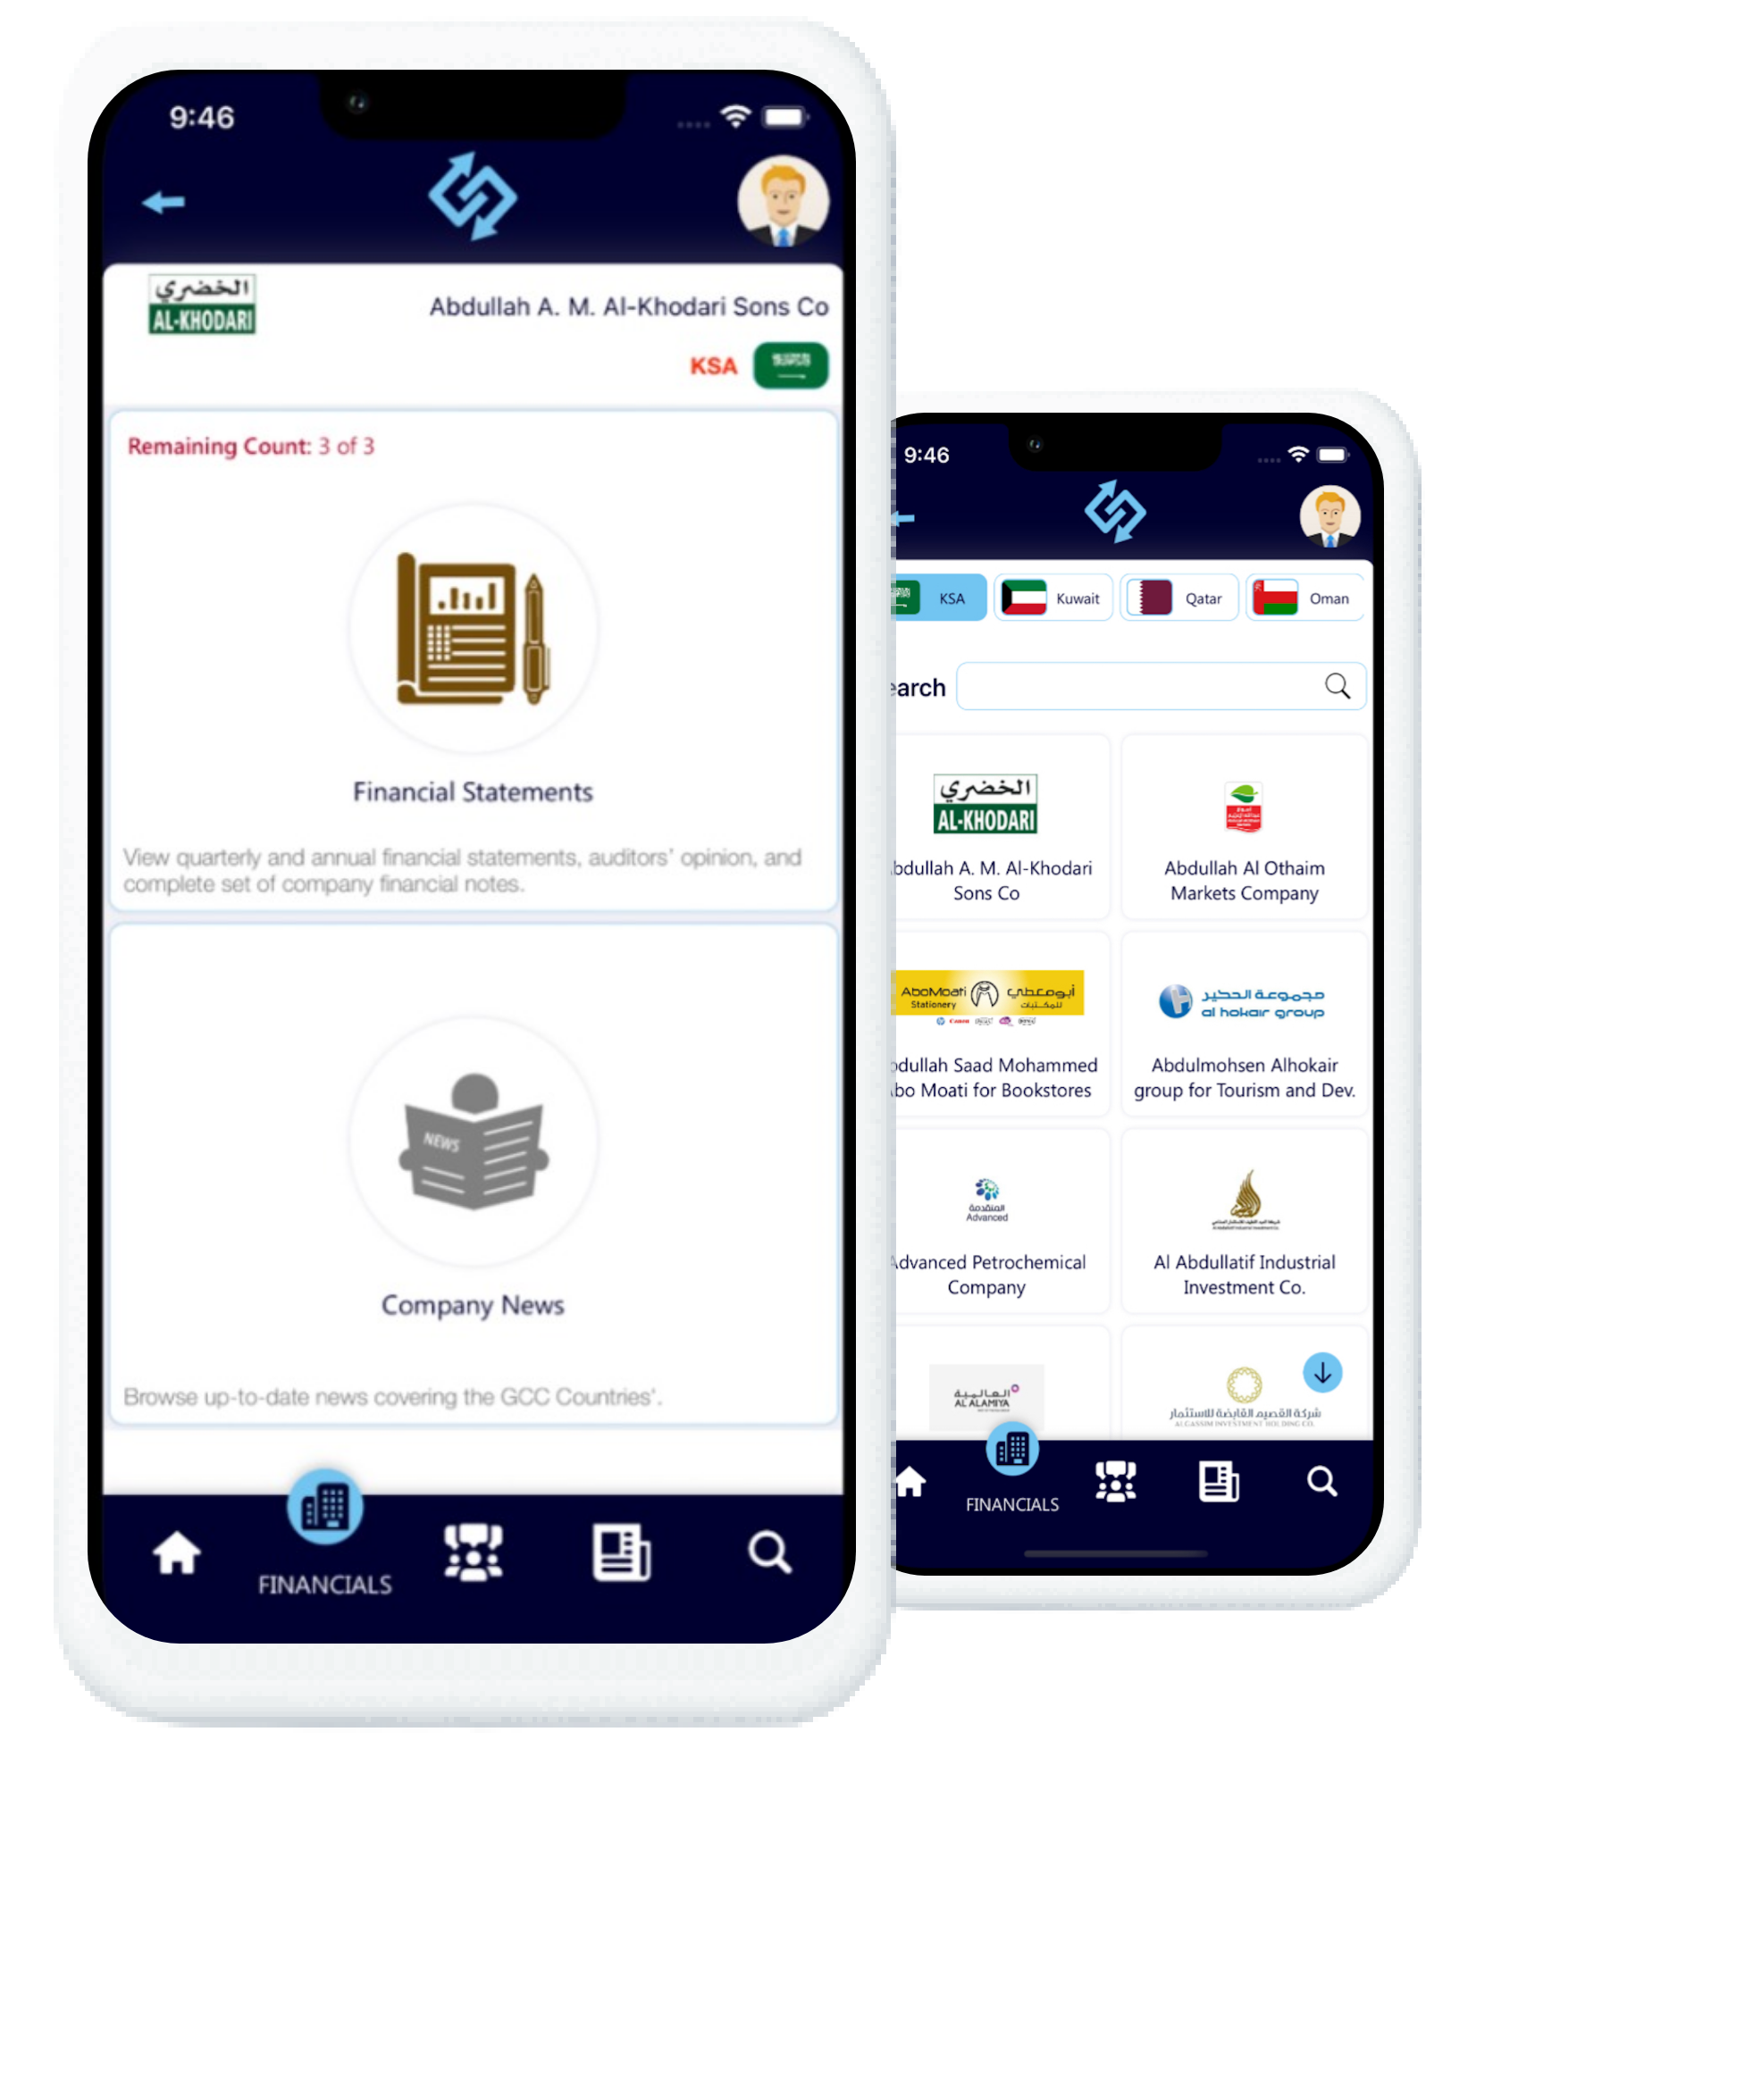 9:46
الخضري
AL-KHODARI
Abdullah A. M. Al-Khodari Sons Co
KSA
Remaining Count: 3 of 3
Financial Statements
View quarterly and annual financial statements, auditors' opinion, and
complete set of company financial notes.
NEWS
Company News
Browse up-to-date news covering the GCC Countries'.
FINANCIALS
9:46
KSA
Kuwait
Qatar
Oman
earch
الخضري
AL-KHODARI
bdullah A. M. Al-Khodari
Sons Co
Abdullah Al Othaim
Markets Company
AboMoati
Stationery
أبومعطي
للمكتبات
Canon
dullah Saad Mohammed
bo Moati for Bookstores
مجموعة الحكير
al hokair group
Abdulmohsen Alhokair
group for Tourism and Dev.
المتقدمة
Advanced
dvanced Petrochemical
Company
Al Abdullatif Industrial
Investment Co.
العالمية
AL ALAMIYA
شركة القصيم القابضة للاستثمار
ALGASSIM INVESTMENT HOLDING CO.
FINANCIALS